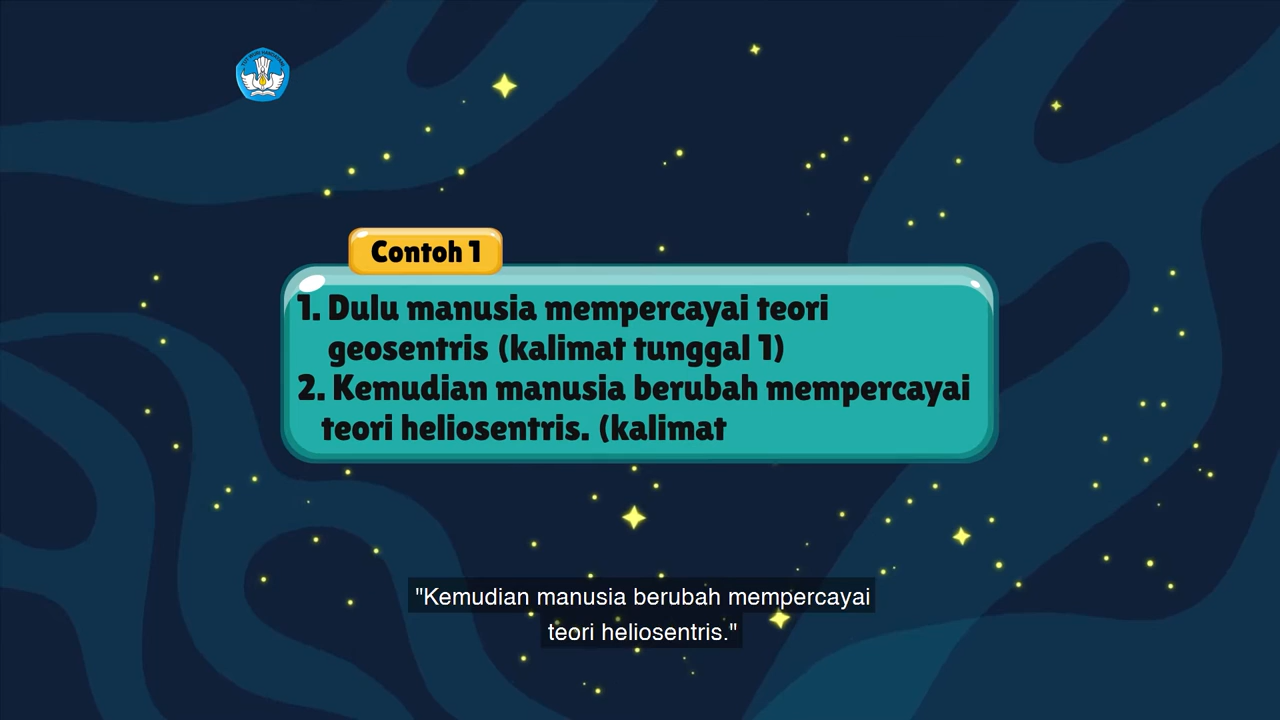 Contoh 1
1. Dulu manusia mempercayai teori
geosentris (kalimat tunggal 1)
2. Kemudian manusia berubah mempercayai
teori heliosentris. (kalimat
"Kemudian manusia berubah mempercayai
teori heliosentris."